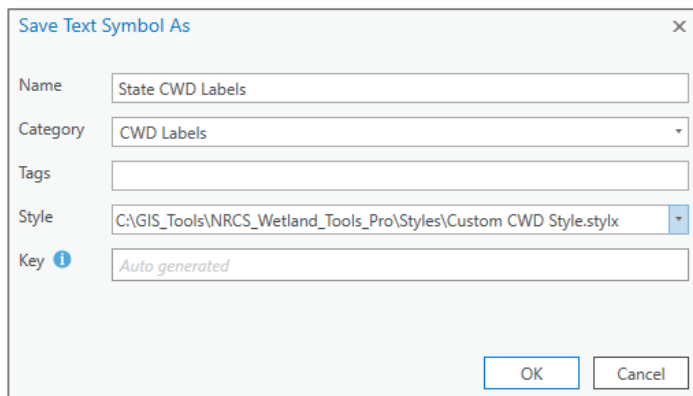 Save Text Symbol As
Name State CWD Labels
Category CWD Labels
Tags
Style C:\GIS_Tools\NRCS_Wetland_Tools_Pro\Styles\Custom CWD Style.stylx
Key Auto generated
OK Cancel